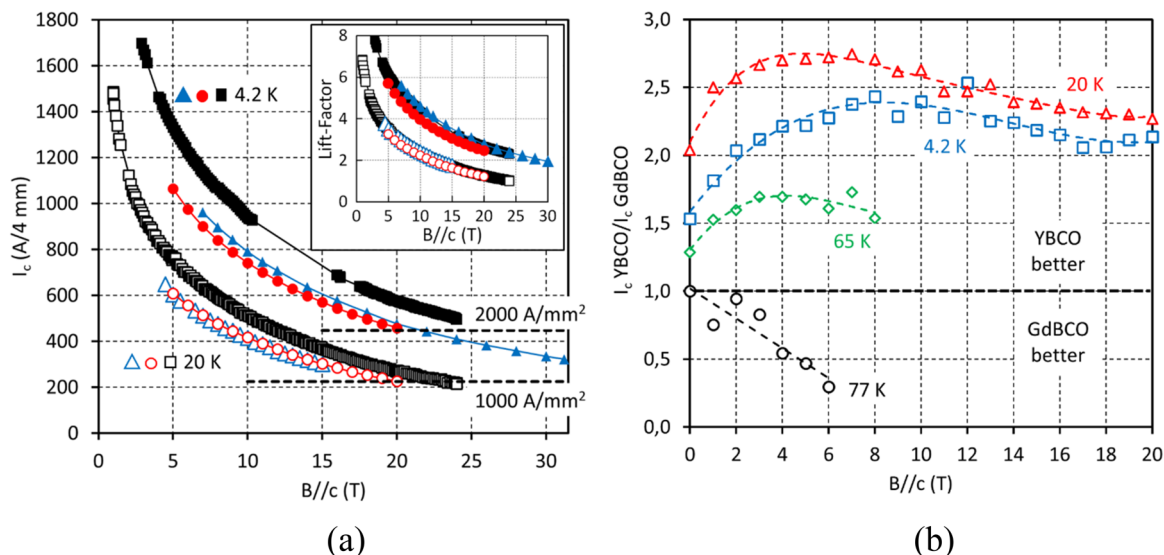 1800
1600
1400
1200
1000
800
600
400
200
0
0 5 10 15 20 25 30
B//c (T)
I_c (A/4 mm)
4.2 K
20 K
2000 A/mm²
1000 A/mm²
8
6
4
2
0
0 5 10 15 20 25 30
B//c (T)
Lift-Factor
(a)
3,0
2,5
2,0
1,5
1,0
0,5
0,0
0 2 4 6 8 10 12 14 16 18 20
B//c (T)
I_c YBCO/I_c GdBCO
20 K
4.2 K
65 K
YBCO
better
GdBCO
better
77 K
(b)